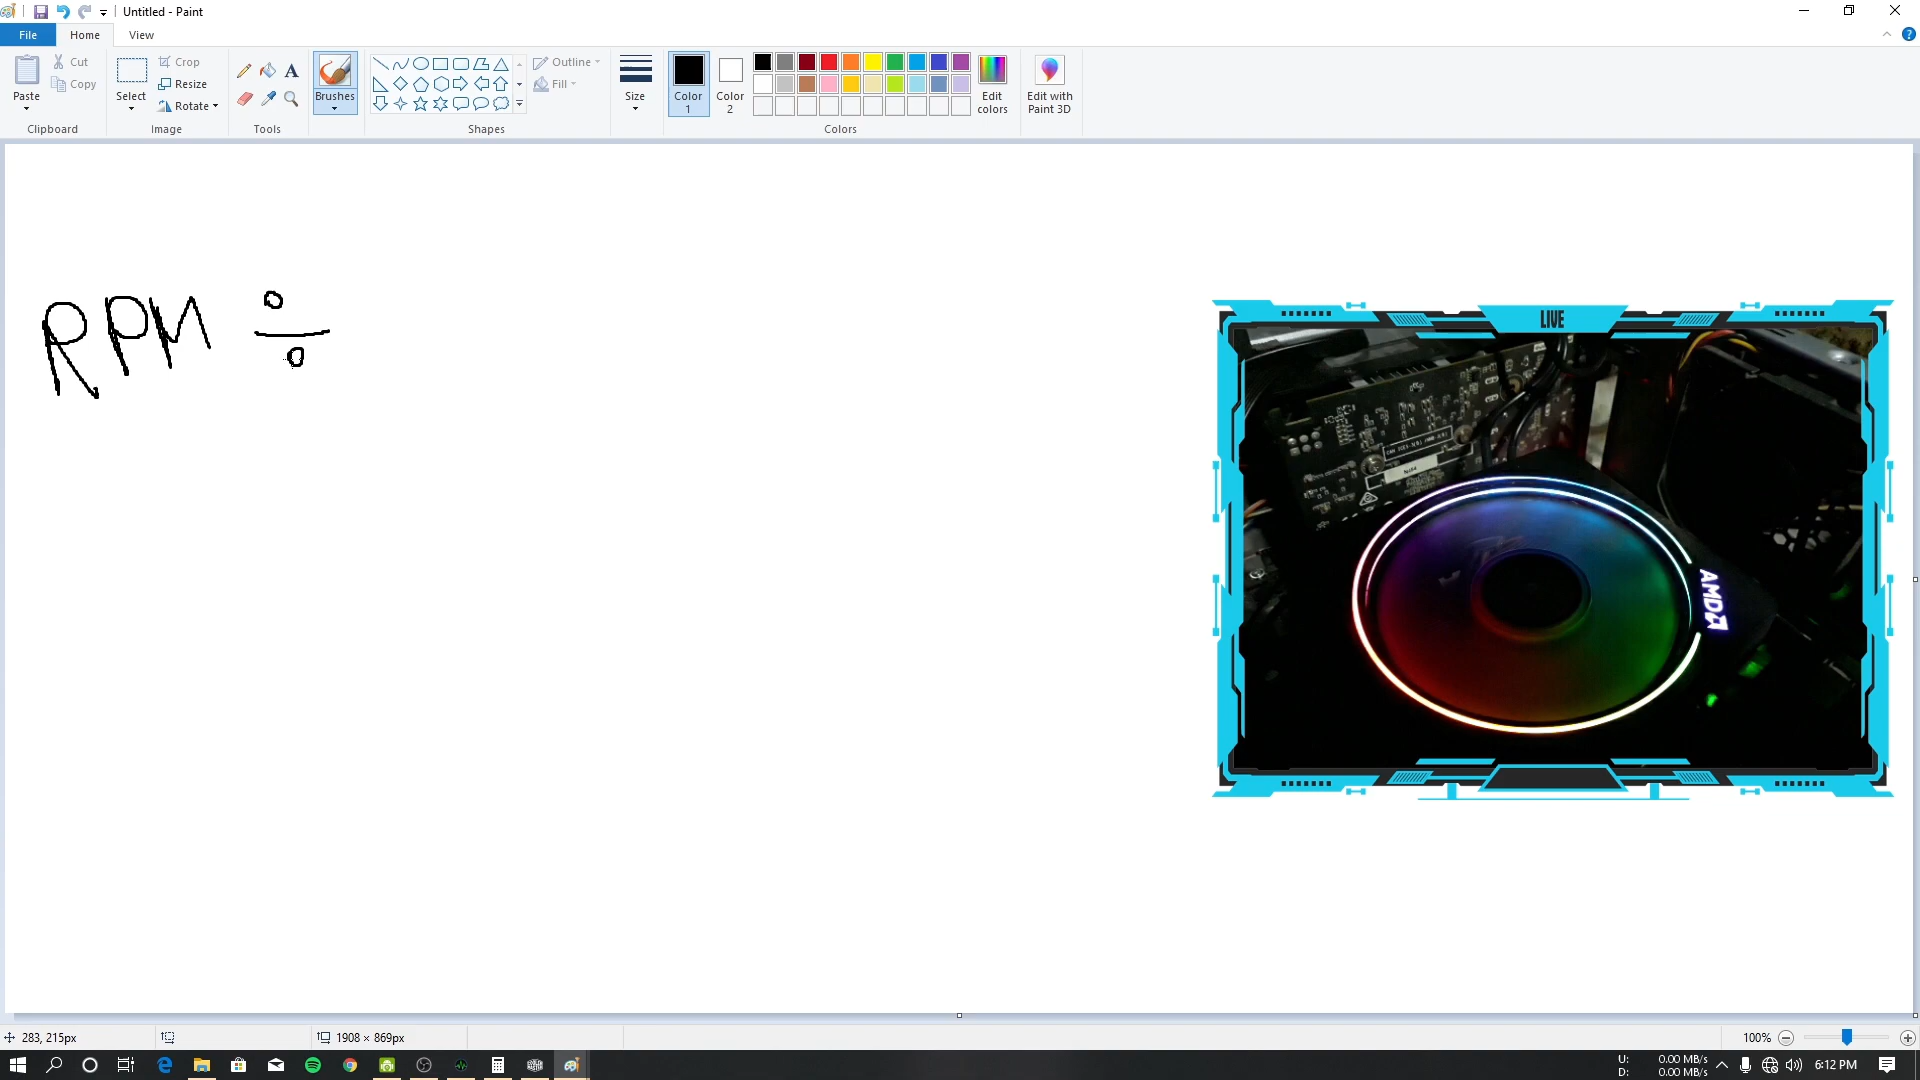 Untitled - Paint
File
Home
View
Paste
Cut
Copy
Clipboard
Select
Crop
Resize
Rotate
Image
Tools
Brushes
Shapes
Outline
Fill
Size
Color 1
Color 2
Edit colors
Colors
Edit with Paint 3D
RPM ÷
LIVE
AMD
283, 215px
1908 × 869px
100%
U: 0.00 MB/s
D: 0.00 MB/s
6:12 PM